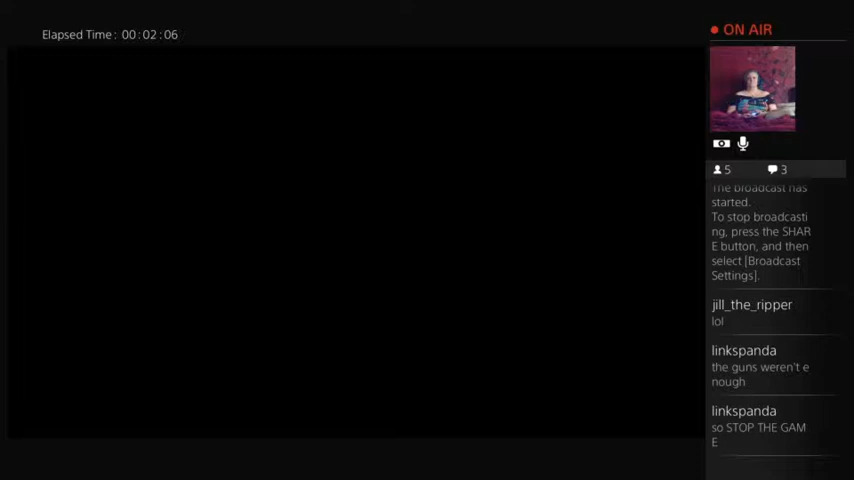 Elapsed Time: 00:02:06
ON AIR
5 3
The broadcast has
started.
To stop broadcasti
ng, press the SHAR
E button, and then
select [Broadcast
Settings].
jill_the_ripper
lol
linkspanda
the guns weren't e
nough
linkspanda
so STOP THE GAM
E